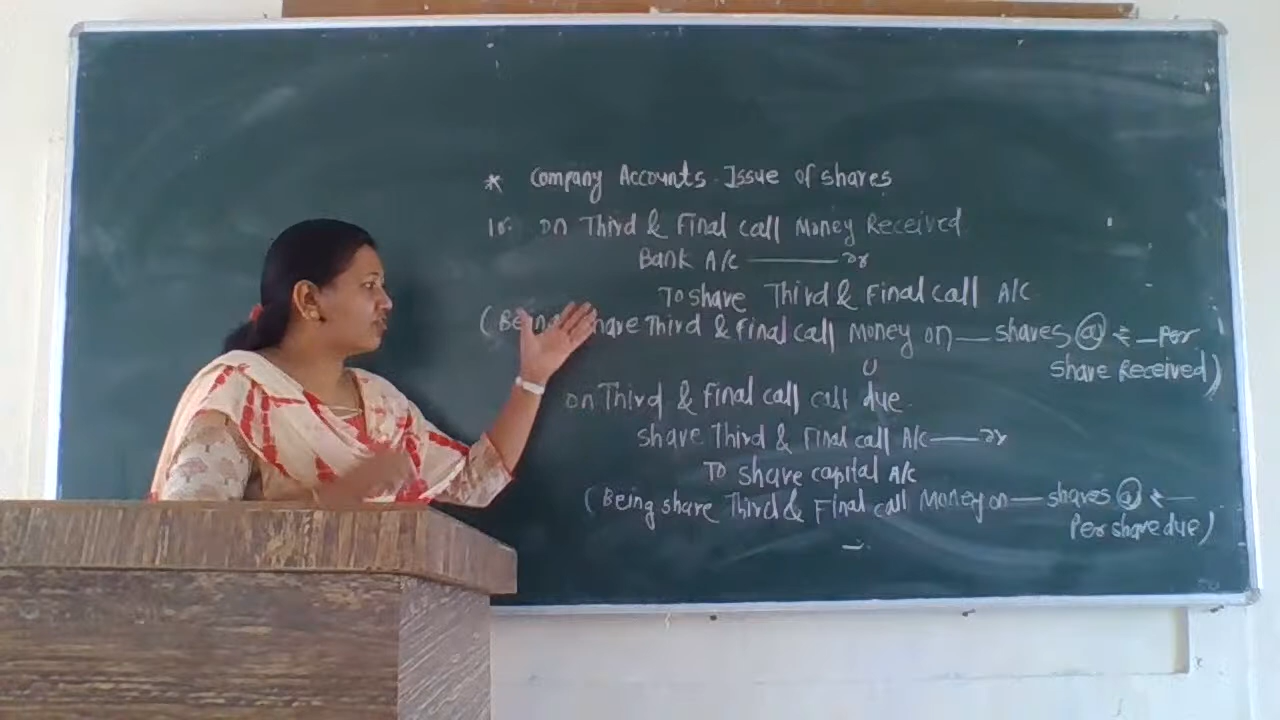 * Company Accounts Issue of shares
10. on Third & Final call Money Received
Bank A/c ——— Dr
To share Third & Final call A/c
(Being share Third & Final call Money on — shares @ ₹ — Per
share Received)
on Third & Final call call due.
share Third & Final call A/c —— Dr
To share capital A/c
(Being share Third & Final call Money on — shares @ ₹ —
Per share due)